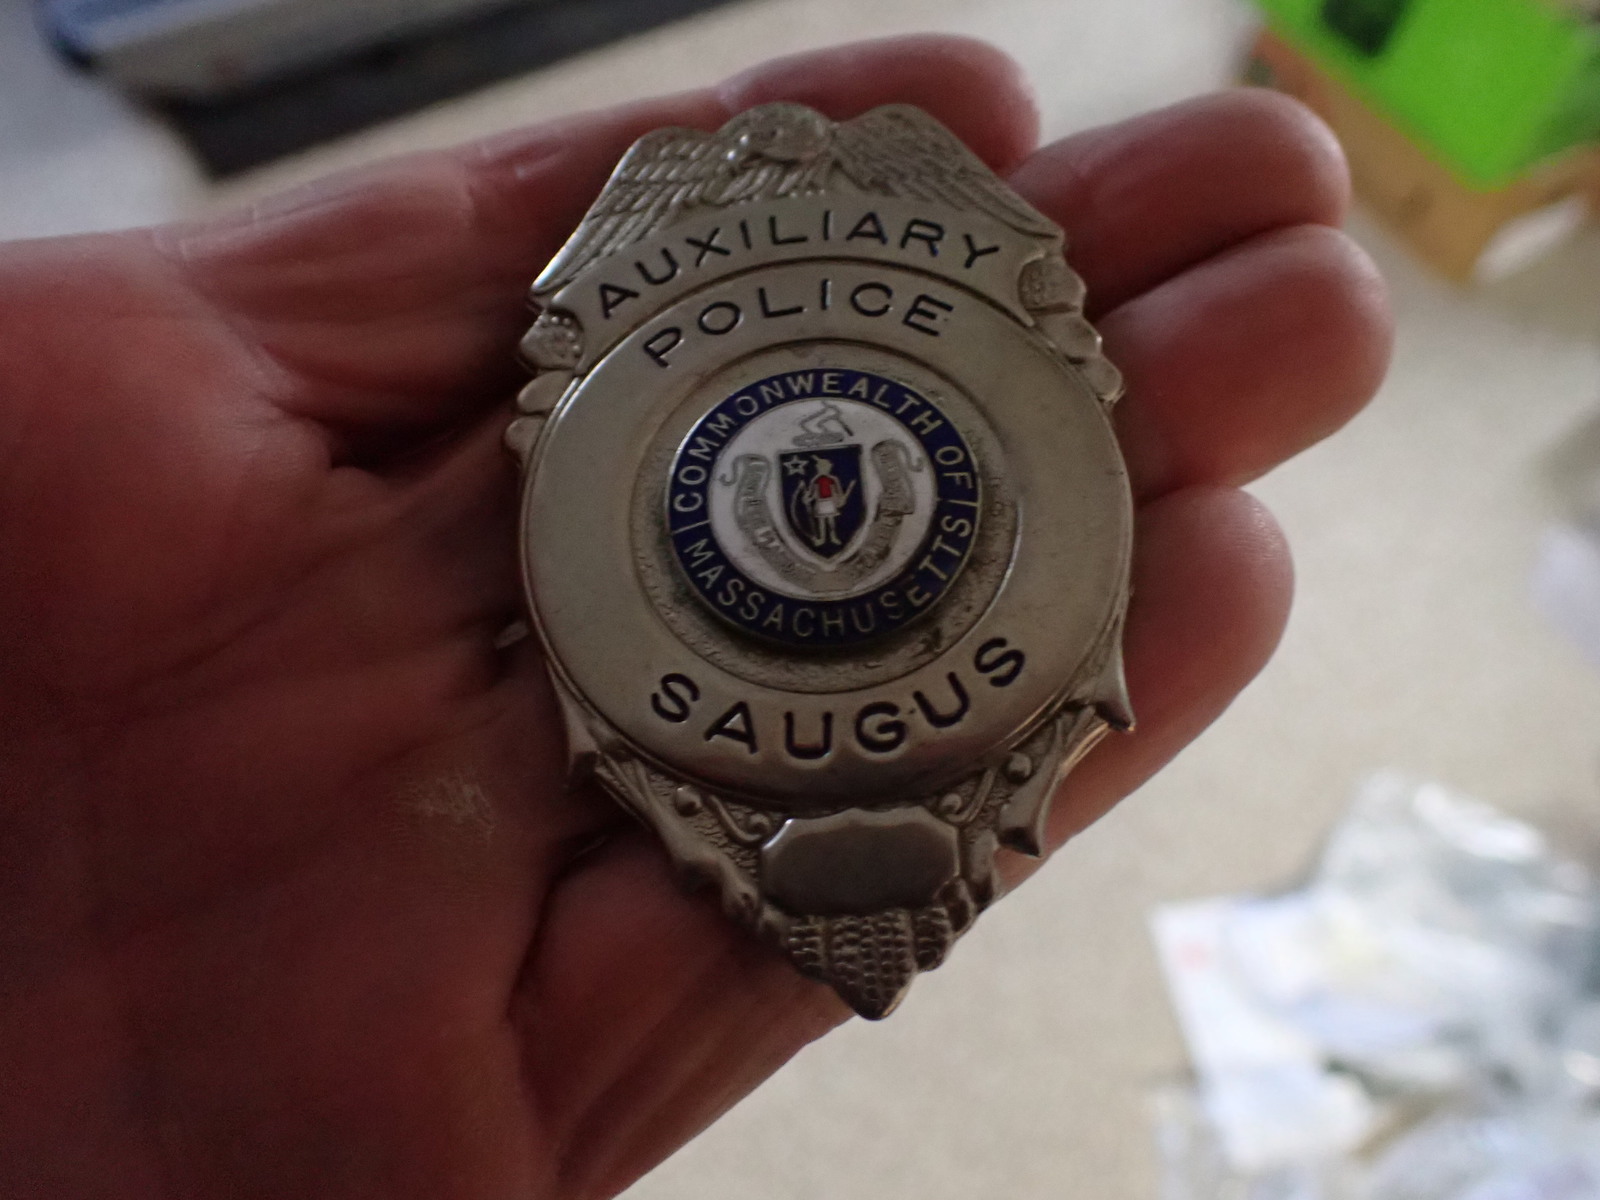 AUXILIARY
POLICE
COMMONWEALTH OF
MASSACHUSETTS
SAUGUS